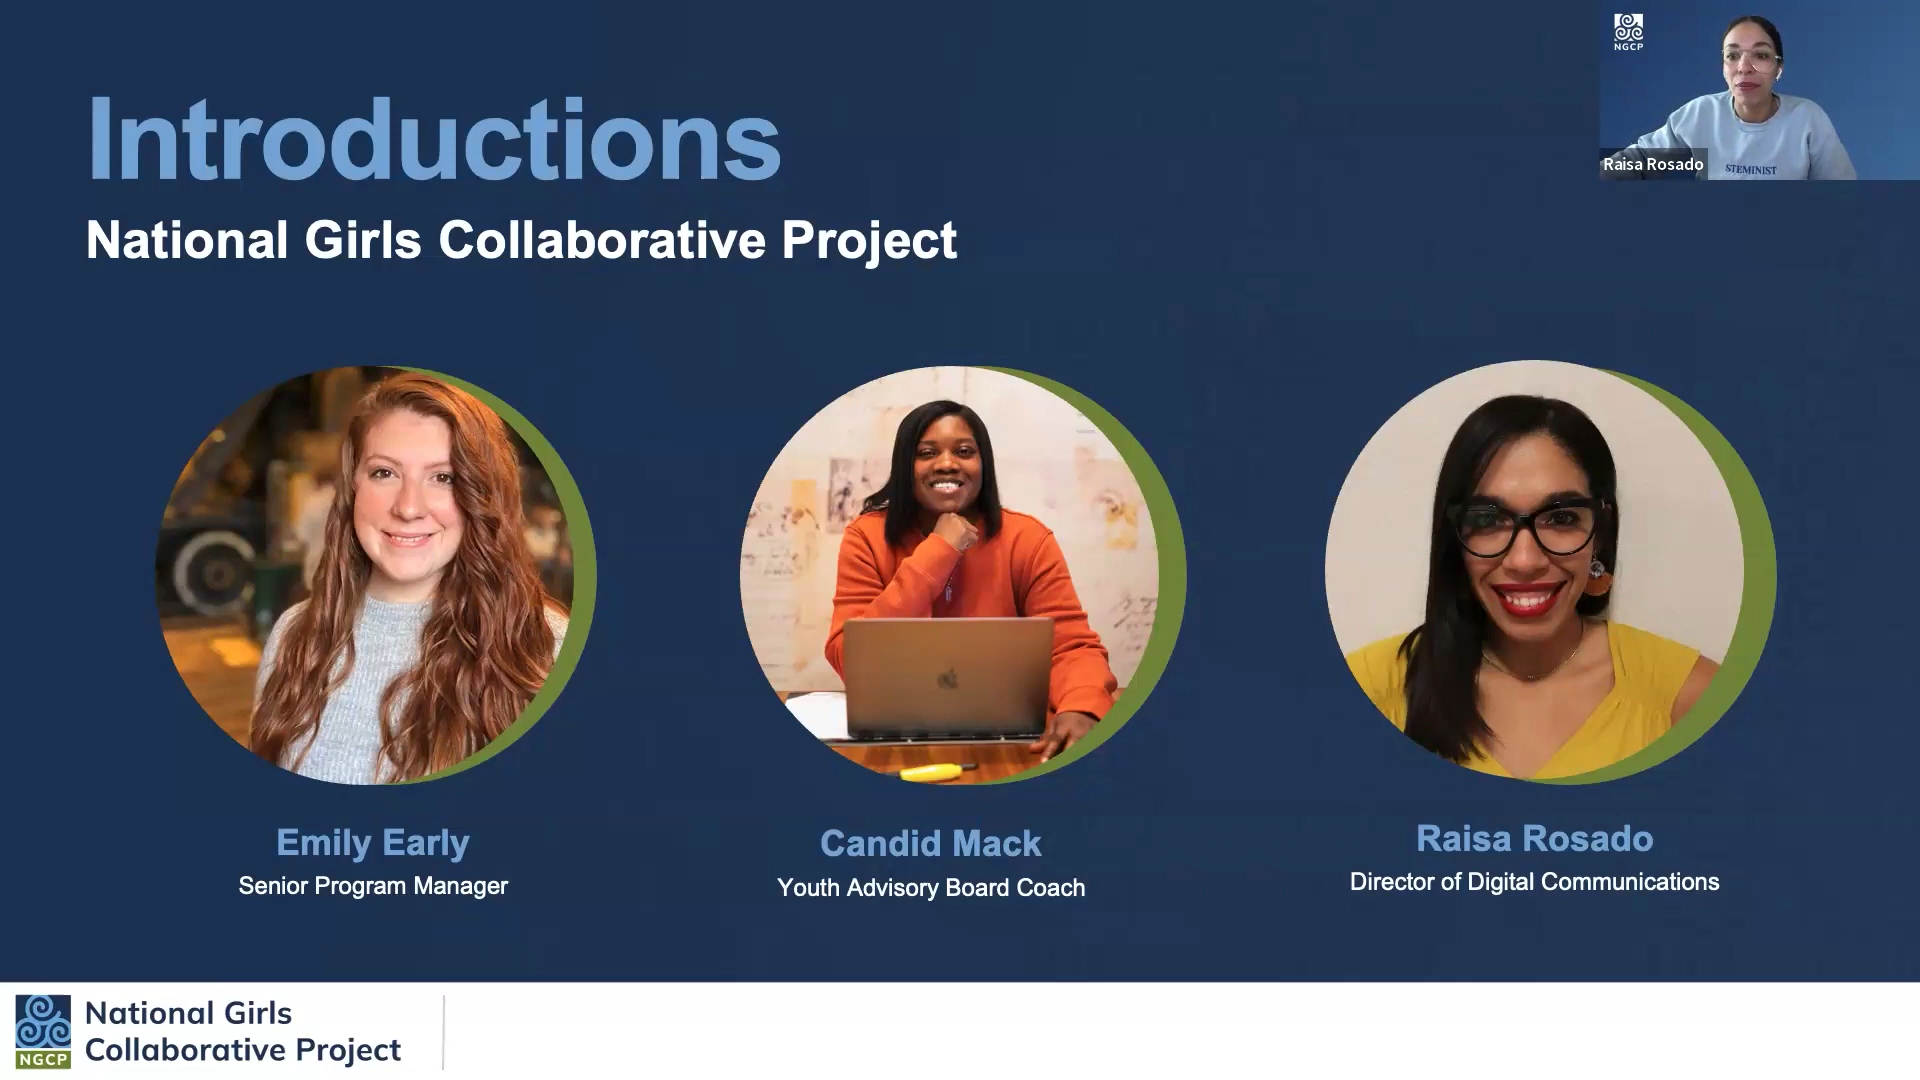 Introductions
National Girls Collaborative Project
NGCP
Raisa Rosado
STEMINIST
Emily Early
Senior Program Manager
Candid Mack
Youth Advisory Board Coach
Raisa Rosado
Director of Digital Communications
NGCP
National Girls
Collaborative Project